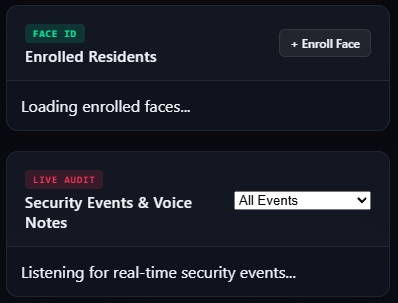 FACE ID
Enrolled Residents
+ Enroll Face
Loading enrolled faces...
LIVE AUDIT
Security Events & Voice
Notes
All Events
Listening for real-time security events...